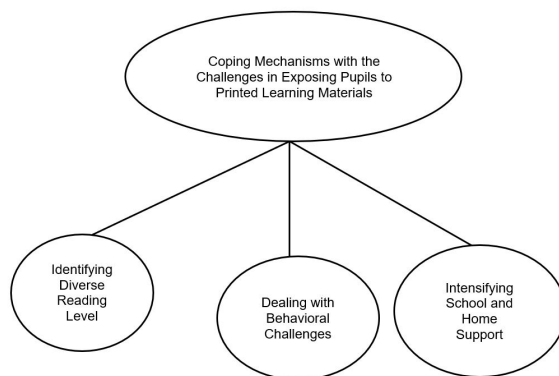 Coping Mechanisms with the
Challenges in Exposing Pupils to
Printed Learning Materials
Identifying
Diverse
Reading
Level
Dealing with
Behavioral
Challenges
Intensifying
School and
Home
Support